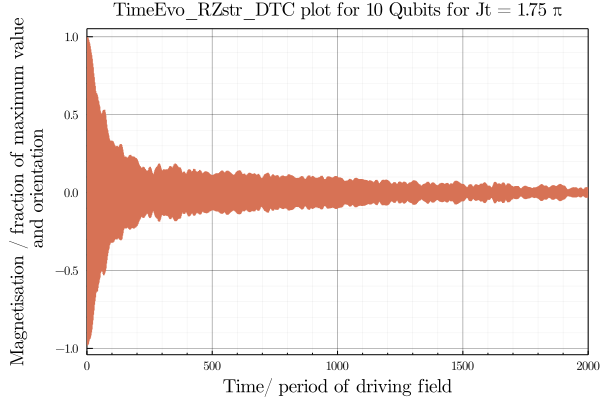 TimeEvo_RZstr_DTC plot for 10 Qubits for Jt = 1.75 π
Magnetisation / fraction of maximum value
and orientation
1.0
0.5
0.0
−0.5
−1.0
0 500 1000 1500 2000
Time/ period of driving field